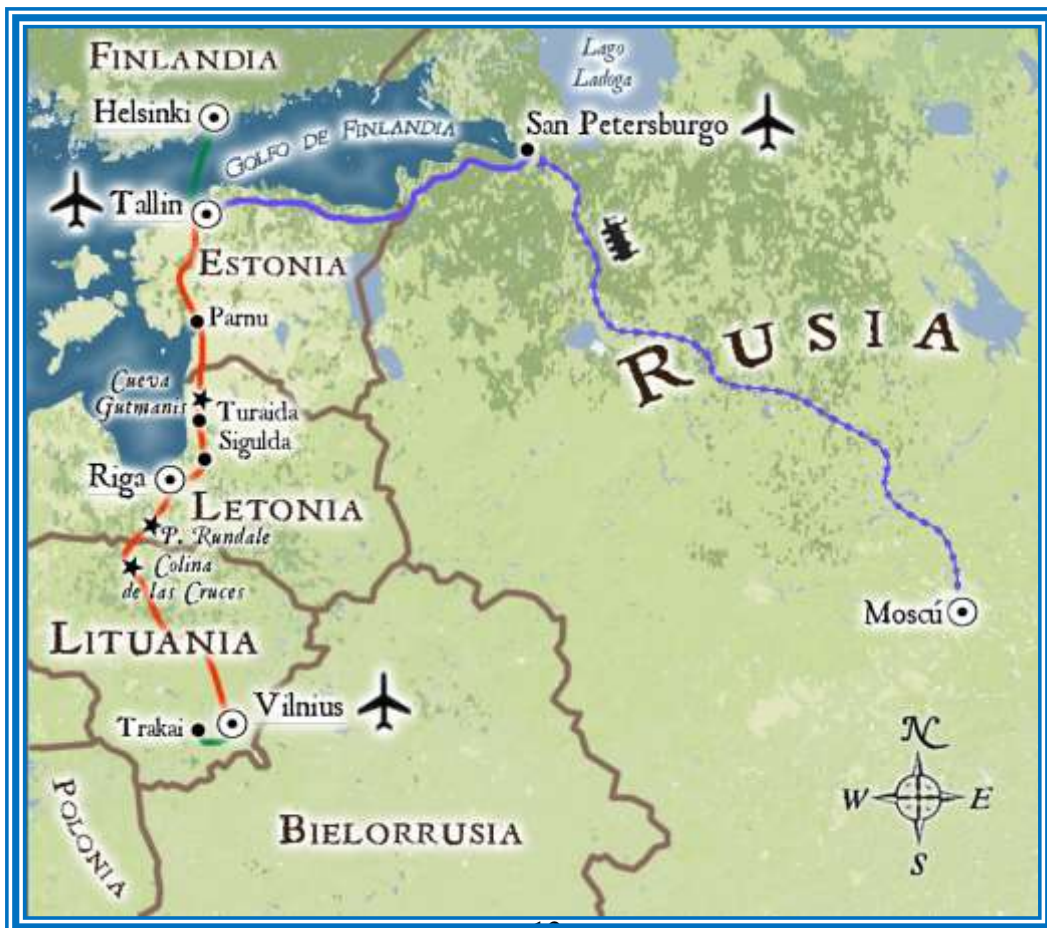 FINLANDIA
Lago
Ladoga
Helsinki
GOLFO DE FINLANDIA
San Petersburgo
Tallin
ESTONIA
Parnu
RUSIA
Cueva
Gutmanis
Turaida
Sigulda
Riga
LETONIA
P. Rundale
Colina
de las Cruces
Moscú
LITUANIA
Vilnius
Trakai
N
W E
S
POLONIA
BIELORRUSIA